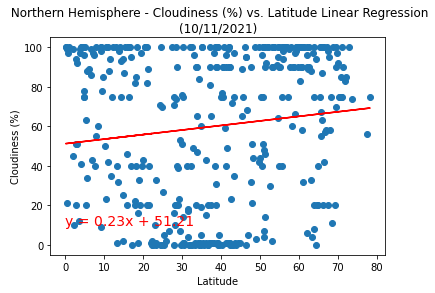 Northern Hemisphere - Cloudiness (%) vs. Latitude Linear Regression
(10/11/2021)
100
80
60
40
20
0
Cloudiness (%)
y = 0.23x + 51.21
0 10 20 30 40 50 60 70 80
Latitude